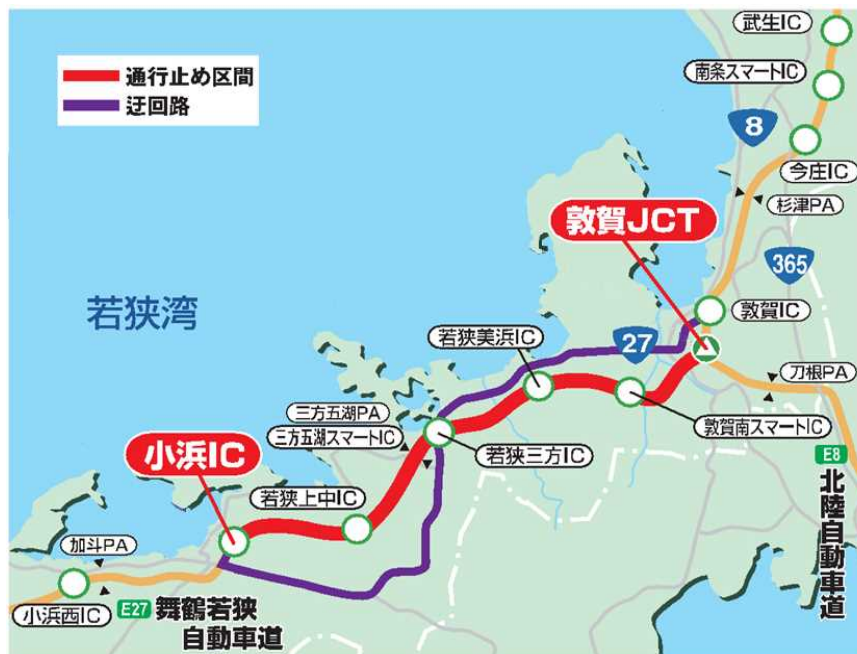 通行止め区間
迂回路
武生IC
南条スマートIC
8
今庄IC
杉津PA
敦賀JCT
365
若狭湾
敦賀IC
27
若狭美浜IC
刀根PA
三方五湖PA
三方五湖スマートIC
敦賀南スマートIC
若狭三方IC
小浜IC
若狭上中IC
E8
北陸自動車道
加斗PA
小浜西IC
E27 舞鶴若狭
自動車道